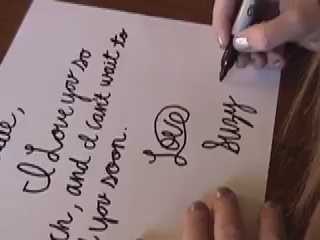 I Love you so
and I can't wait to
you soon.
Love
Suzy